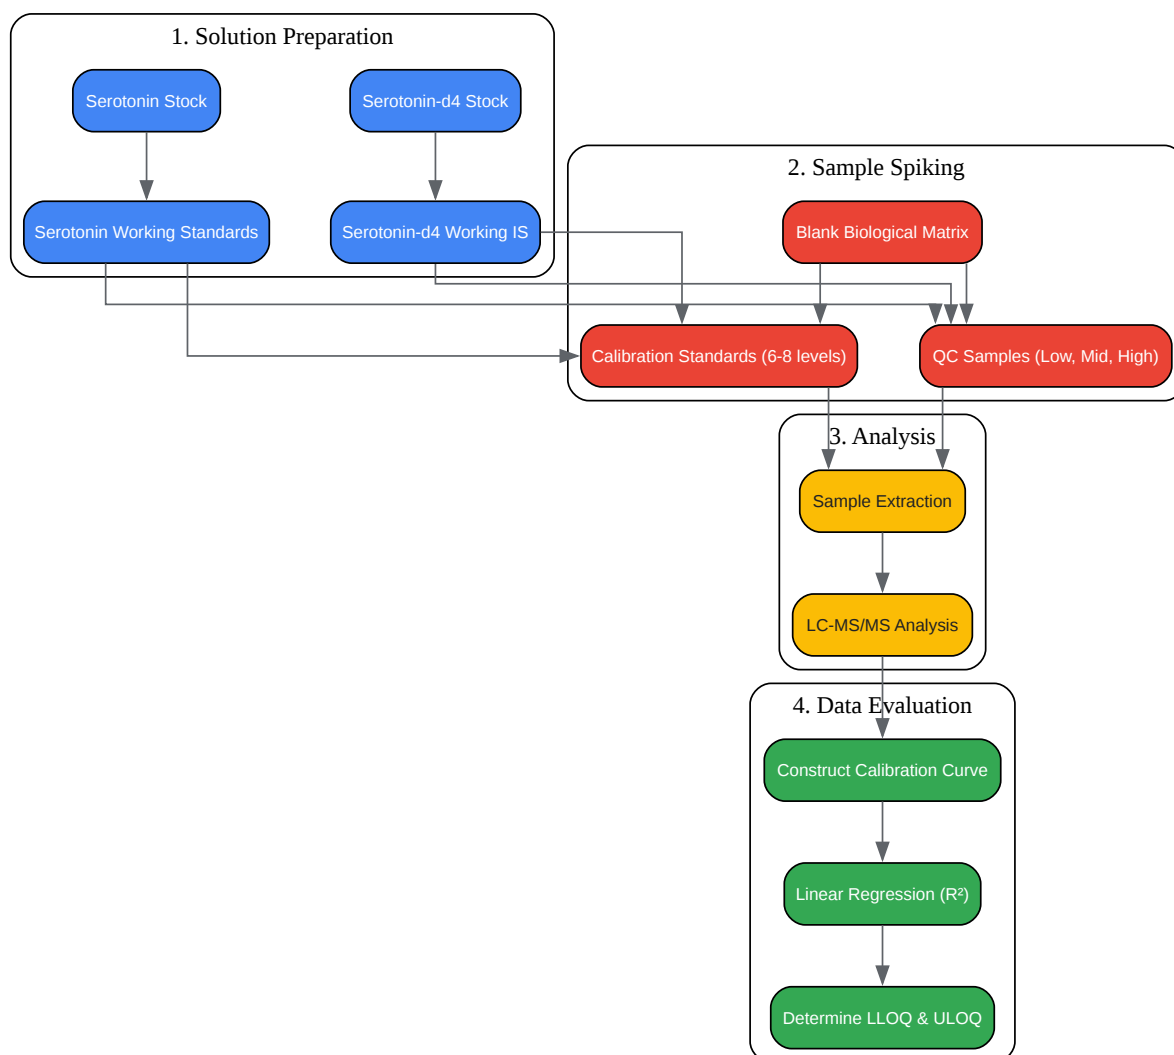 1. Solution Preparation
Serotonin Stock
Serotonin-d4 Stock
Serotonin Working Standards
Serotonin-d4 Working IS
2. Sample Spiking
Blank Biological Matrix
Calibration Standards (6-8 levels)
QC Samples (Low, Mid, High)
3. Analysis
Sample Extraction
LC-MS/MS Analysis
4. Data Evaluation
Construct Calibration Curve
Linear Regression (R²)
Determine LLOQ & ULOQ